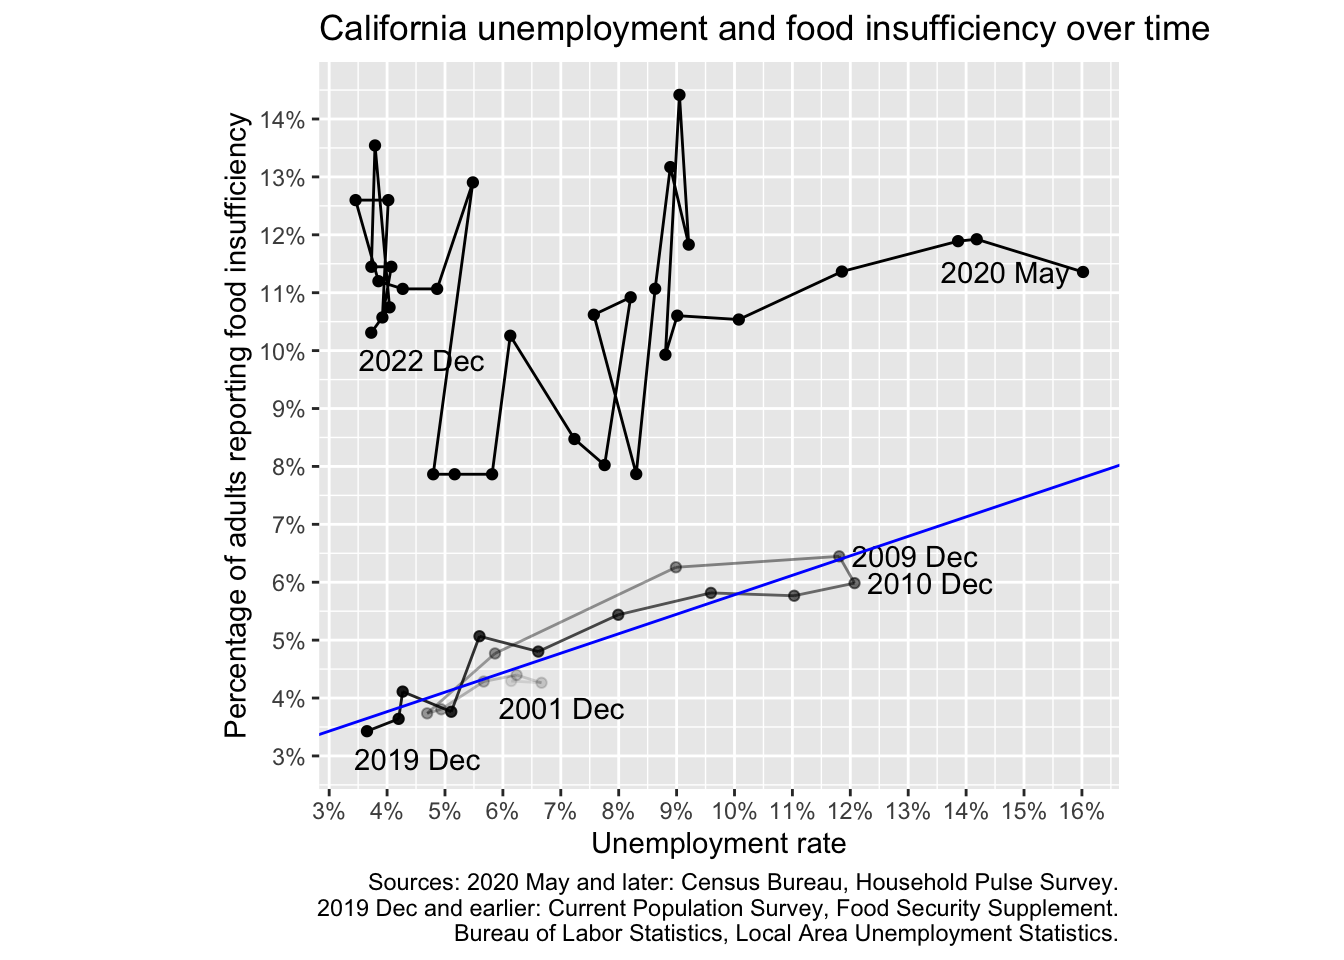 California unemployment and food insufficiency over time
Percentage of adults reporting food insufficiency
14%
13%
12%
11%
10%
9%
8%
7%
6%
5%
4%
3%
2020 May
2022 Dec
2009 Dec
2010 Dec
2001 Dec
2019 Dec
3% 4% 5% 6% 7% 8% 9% 10% 11% 12% 13% 14% 15% 16%
Unemployment rate
Sources: 2020 May and later: Census Bureau, Household Pulse Survey.
2019 Dec and earlier: Current Population Survey, Food Security Supplement.
Bureau of Labor Statistics, Local Area Unemployment Statistics.